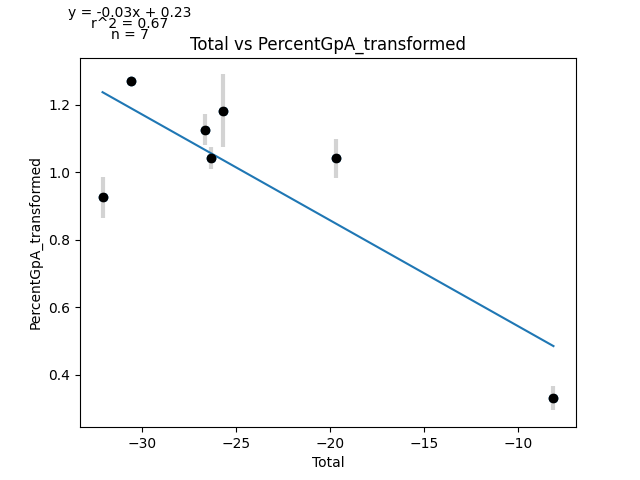 y = -0.03x + 0.23
r^2 = 0.67
n = 7
Total vs PercentGpA_transformed
PercentGpA_transformed
1.2
1.0
0.8
0.6
0.4
−30
−25
−20
−15
−10
Total